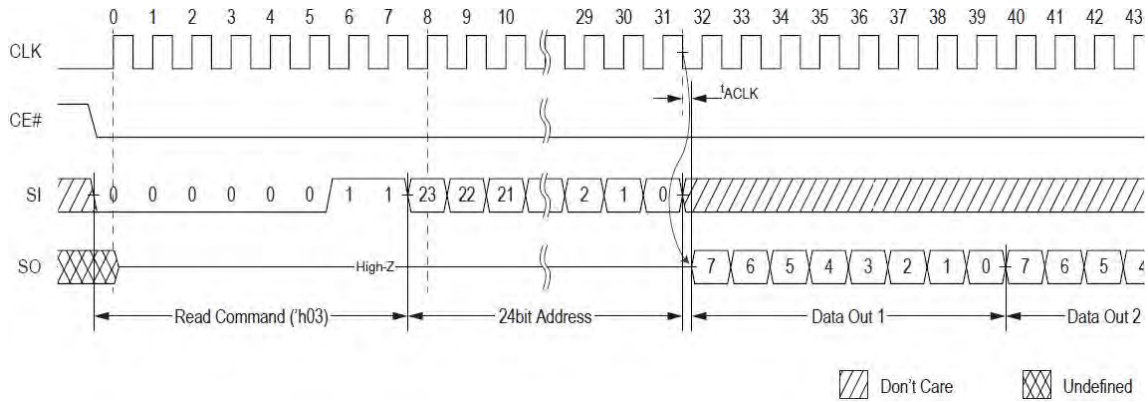 0 1 2 3 4 5 6 7 8 9 10 29 30 31 32 33 34 35 36 37 38 39 40 41 42 43
CLK
tACLK
CE#
SI 0 0 0 0 0 0 1 1 23 22 21 2 1 0
SO High-Z 7 6 5 4 3 2 1 0 7 6 5 4
Read Command ('h03) 24bit Address Data Out 1 Data Out 2
Don't Care Undefined